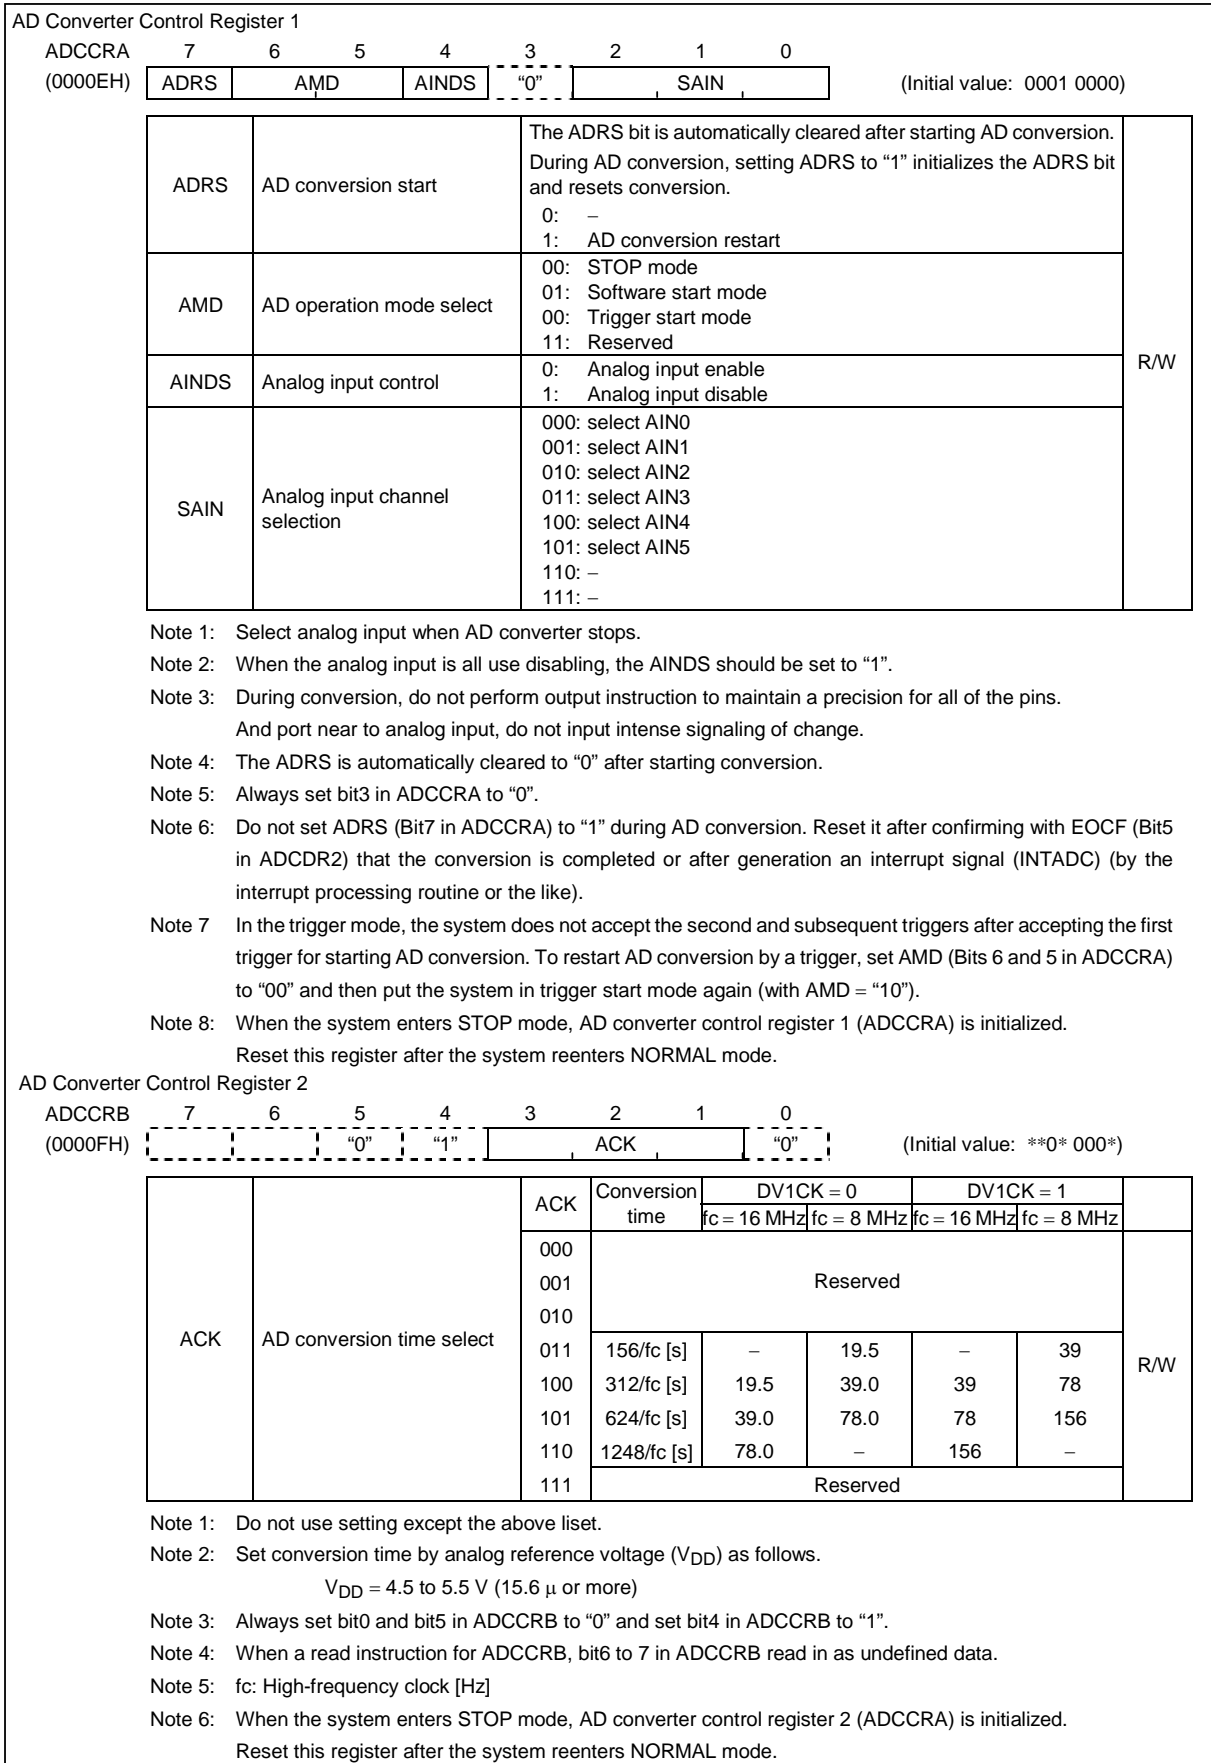 AD Converter Control Register 1
ADCCRA 7 6 5 4 3 2 1 0
(0000EH) ADRS AMD AINDS “0” SAIN (Initial value: 0001 0000)
ADRS AD conversion start
The ADRS bit is automatically cleared after starting AD conversion.
During AD conversion, setting ADRS to “1” initializes the ADRS bit
and resets conversion.
0: –
1: AD conversion restart
AMD AD operation mode select
00: STOP mode
01: Software start mode
00: Trigger start mode
11: Reserved
AINDS Analog input control
0: Analog input enable
1: Analog input disable
SAIN Analog input channel
selection
000: select AIN0
001: select AIN1
010: select AIN2
011: select AIN3
100: select AIN4
101: select AIN5
110: –
111: –
R/W
Note 1: Select analog input when AD converter stops.
Note 2: When the analog input is all use disabling, the AINDS should be set to “1”.
Note 3: During conversion, do not perform output instruction to maintain a precision for all of the pins.
And port near to analog input, do not input intense signaling of change.
Note 4: The ADRS is automatically cleared to “0” after starting conversion.
Note 5: Always set bit3 in ADCCRA to “0”.
Note 6: Do not set ADRS (Bit7 in ADCCRA) to “1” during AD conversion. Reset it after confirming with EOCF (Bit5
in ADCDR2) that the conversion is completed or after generation an interrupt signal (INTADC) (by the
interrupt processing routine or the like).
Note 7 In the trigger mode, the system does not accept the second and subsequent triggers after accepting the first
trigger for starting AD conversion. To restart AD conversion by a trigger, set AMD (Bits 6 and 5 in ADCCRA)
to “00” and then put the system in trigger start mode again (with AMD = “10”).
Note 8: When the system enters STOP mode, AD converter control register 1 (ADCCRA) is initialized.
Reset this register after the system reenters NORMAL mode.
AD Converter Control Register 2
ADCCRB 7 6 5 4 3 2 1 0
(0000FH) “0” “1” ACK “0” (Initial value: **0* 000*)
ACK AD conversion time select
ACK Conversion time DV1CK = 0 DV1CK = 1
fc = 16 MHz fc = 8 MHz fc = 16 MHz fc = 8 MHz
000
001 Reserved
010
011 156/fc [s] – 19.5 – 39
100 312/fc [s] 19.5 39.0 39 78
101 624/fc [s] 39.0 78.0 78 156
110 1248/fc [s] 78.0 – 156 –
111 Reserved
R/W
Note 1: Do not use setting except the above liset.
Note 2: Set conversion time by analog reference voltage (VDD) as follows.
VDD = 4.5 to 5.5 V (15.6 μ or more)
Note 3: Always set bit0 and bit5 in ADCCRB to “0” and set bit4 in ADCCRB to “1”.
Note 4: When a read instruction for ADCCRB, bit6 to 7 in ADCCRB read in as undefined data.
Note 5: fc: High-frequency clock [Hz]
Note 6: When the system enters STOP mode, AD converter control register 2 (ADCCRA) is initialized.
Reset this register after the system reenters NORMAL mode.